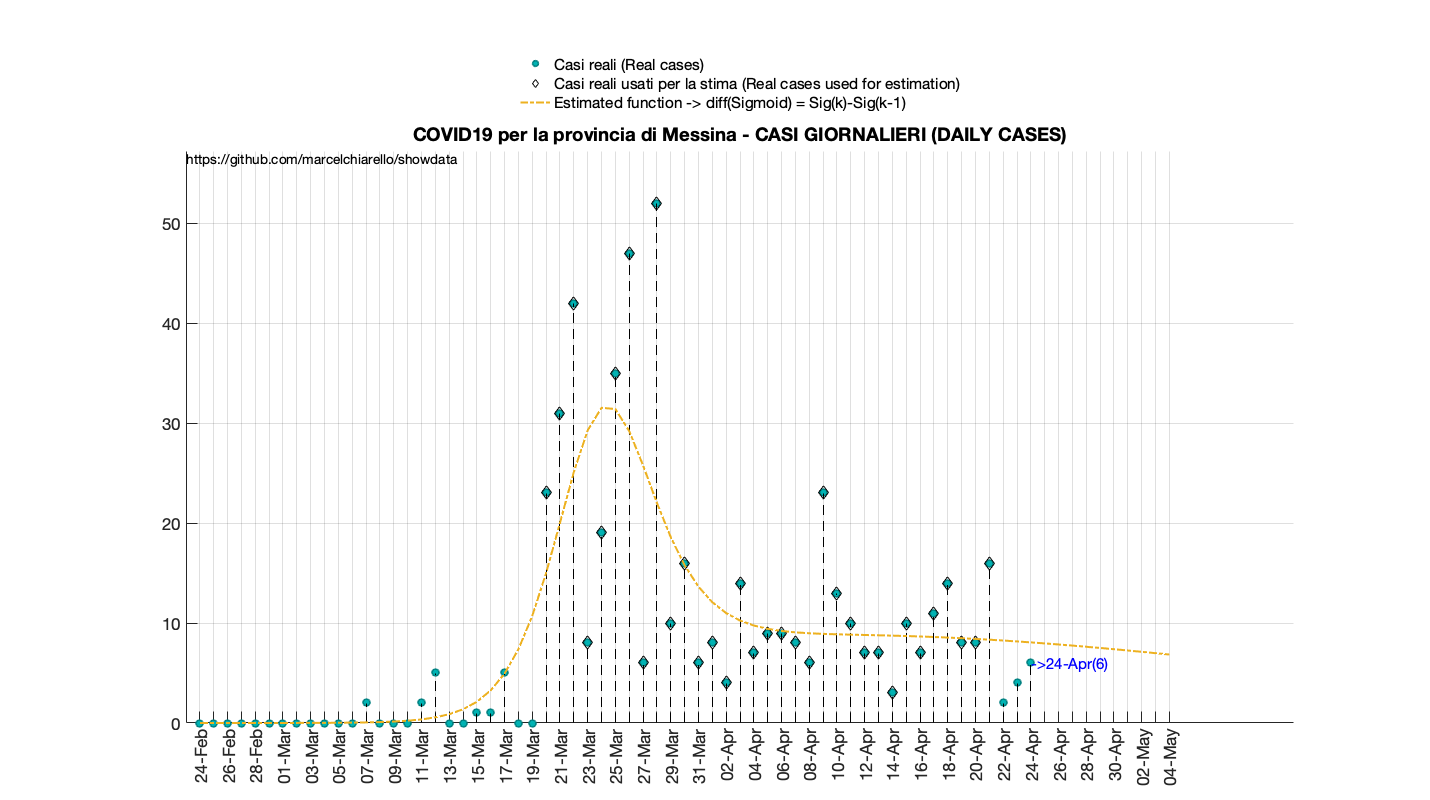 Casi reali (Real cases)
Casi reali usati per la stima (Real cases used for estimation)
Estimated function -> diff(Sigmoid) = Sig(k)-Sig(k-1)
COVID19 per la provincia di Messina - CASI GIORNALIERI (DAILY CASES)
https://github.com/marcelchiarello/showdata
50
40
30
20
10
0
->24-Apr(6)
24-Feb
26-Feb
28-Feb
01-Mar
03-Mar
05-Mar
07-Mar
09-Mar
11-Mar
13-Mar
15-Mar
17-Mar
19-Mar
21-Mar
23-Mar
25-Mar
27-Mar
29-Mar
31-Mar
02-Apr
04-Apr
06-Apr
08-Apr
10-Apr
12-Apr
14-Apr
16-Apr
18-Apr
20-Apr
22-Apr
24-Apr
26-Apr
28-Apr
30-Apr
02-May
04-May